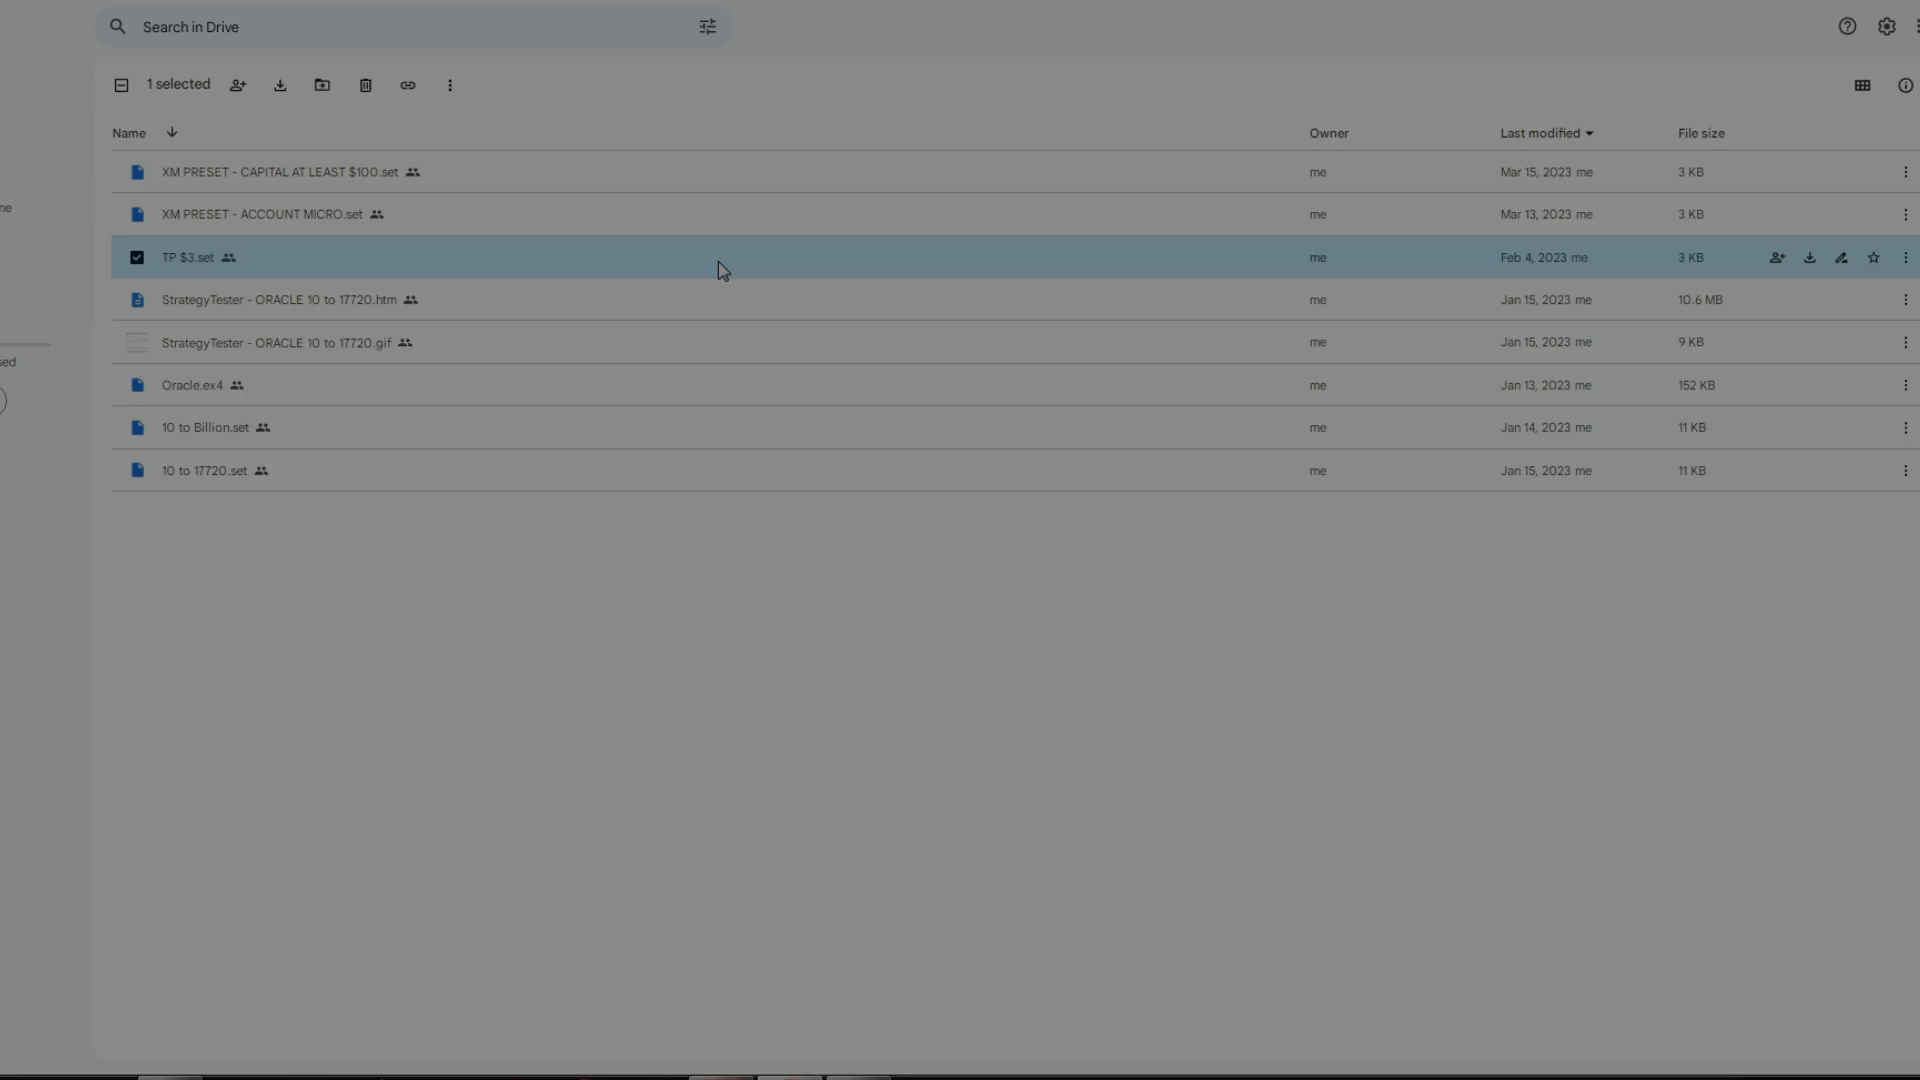 Search in Drive
1 selected
Name Owner Last modified File size
XM PRESET - CAPITAL AT LEAST $100.set me Mar 15, 2023 me 3 KB
ne
XM PRESET - ACCOUNT MICRO.set me Mar 13, 2023 me 3 KB
TP $3.set me Feb 4, 2023 me 3 KB
StrategyTester - ORACLE 10 to 17720.htm me Jan 15, 2023 me 10.6 MB
StrategyTester - ORACLE 10 to 17720.gif me Jan 15, 2023 me 9 KB
sed
Oracle.ex4 me Jan 13, 2023 me 152 KB
10 to Billion.set me Jan 14, 2023 me 11 KB
10 to 17720.set me Jan 15, 2023 me 11 KB